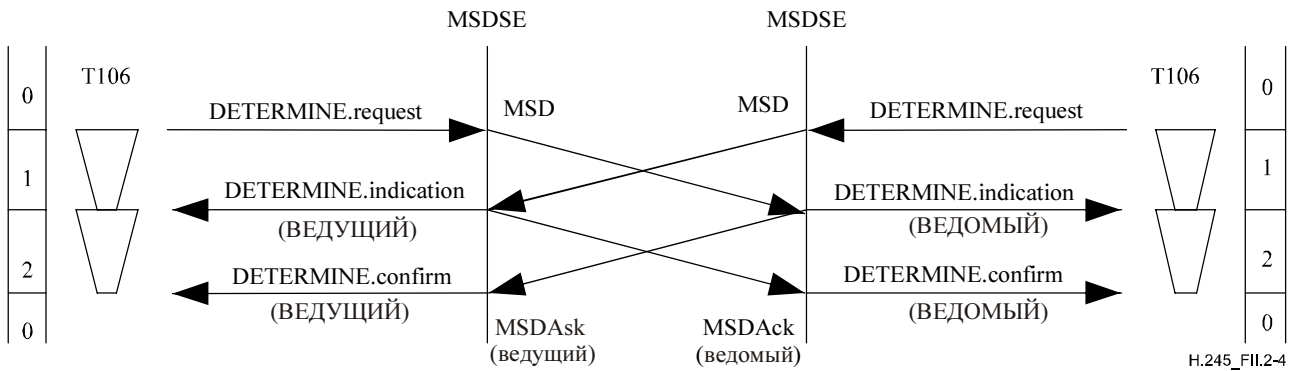 MSDSE MSDSE
0 T106 T106 0
DETERMINE.request MSD MSD DETERMINE.request
1 DETERMINE.indication DETERMINE.indication 1
(ВЕДУЩИЙ) (ВЕДОМЫЙ)
2 DETERMINE.confirm DETERMINE.confirm 2
(ВЕДУЩИЙ) (ВЕДОМЫЙ)
0 MSDAsk MSDAck 0
(ведущий) (ведомый)
H.245_FII.2-4